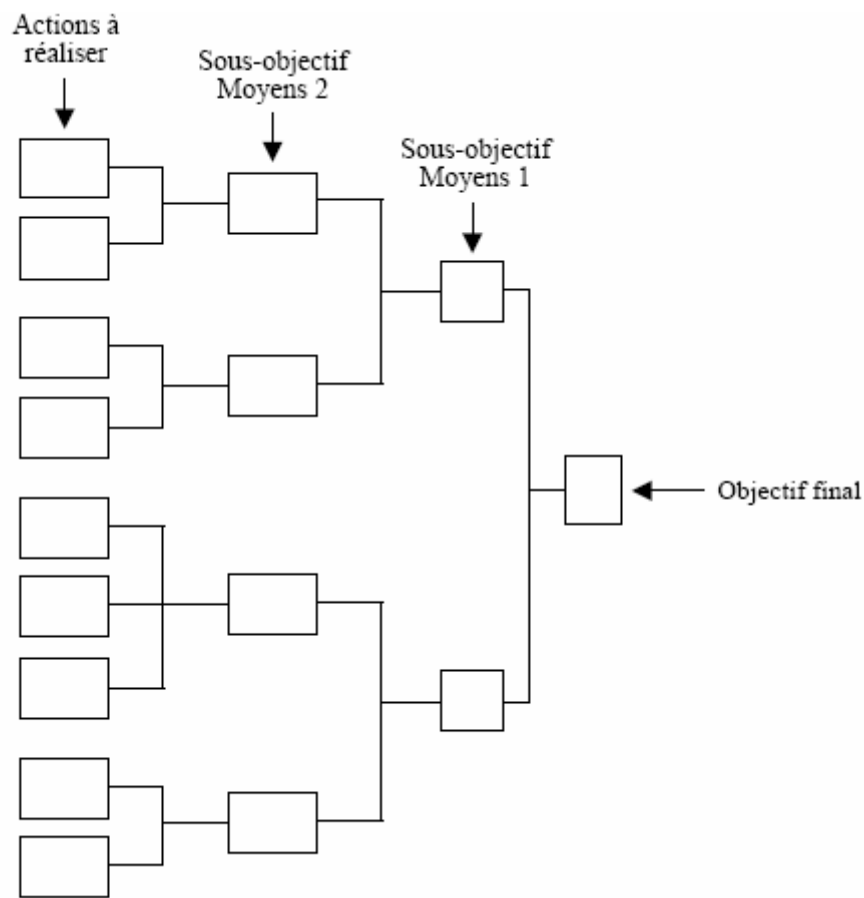 Actions à
réaliser
Sous-objectif
Moyens 2
Sous-objectif
Moyens 1
Objectif final